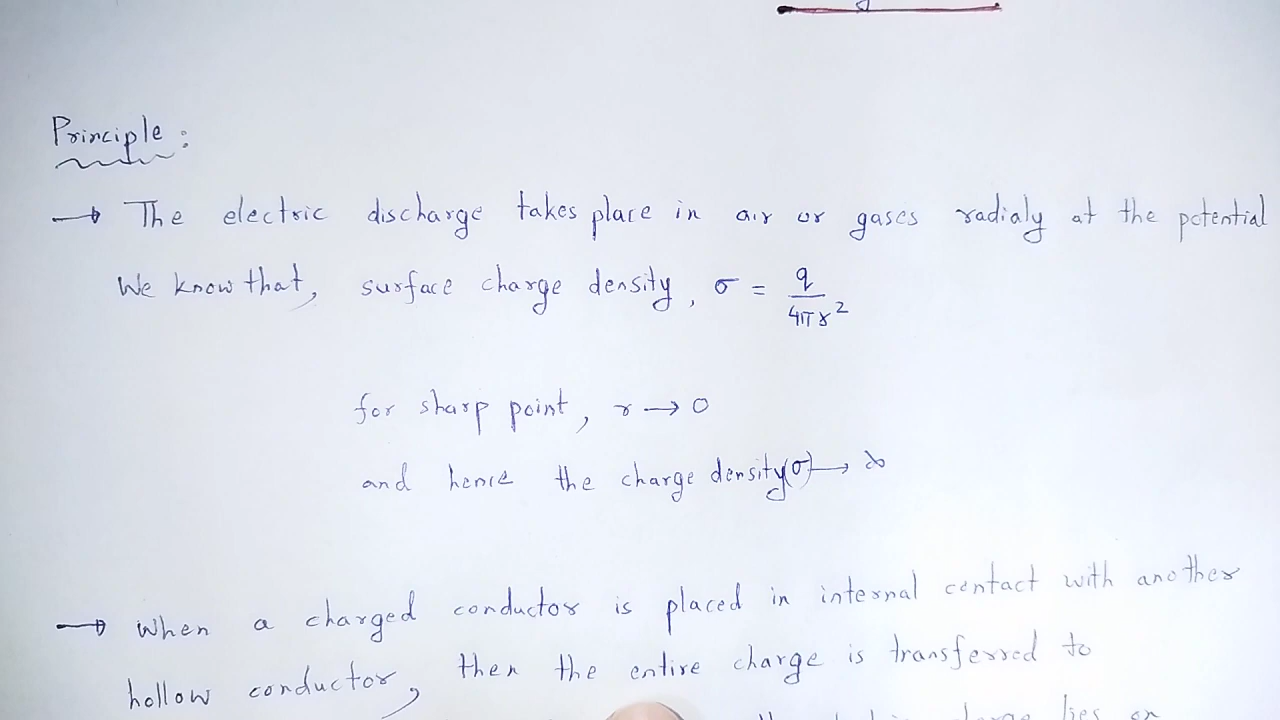 Principle :
→ The electric discharge takes place in air or gases radialy at the potential
We know that, surface charge density, σ = q / 4πr²
for sharp point, r → 0
and hence the charge density(σ) → ∞
→ When a charged conductor is placed in internal contact with another
hollow conductor, then the entire charge is transferred to
lies on